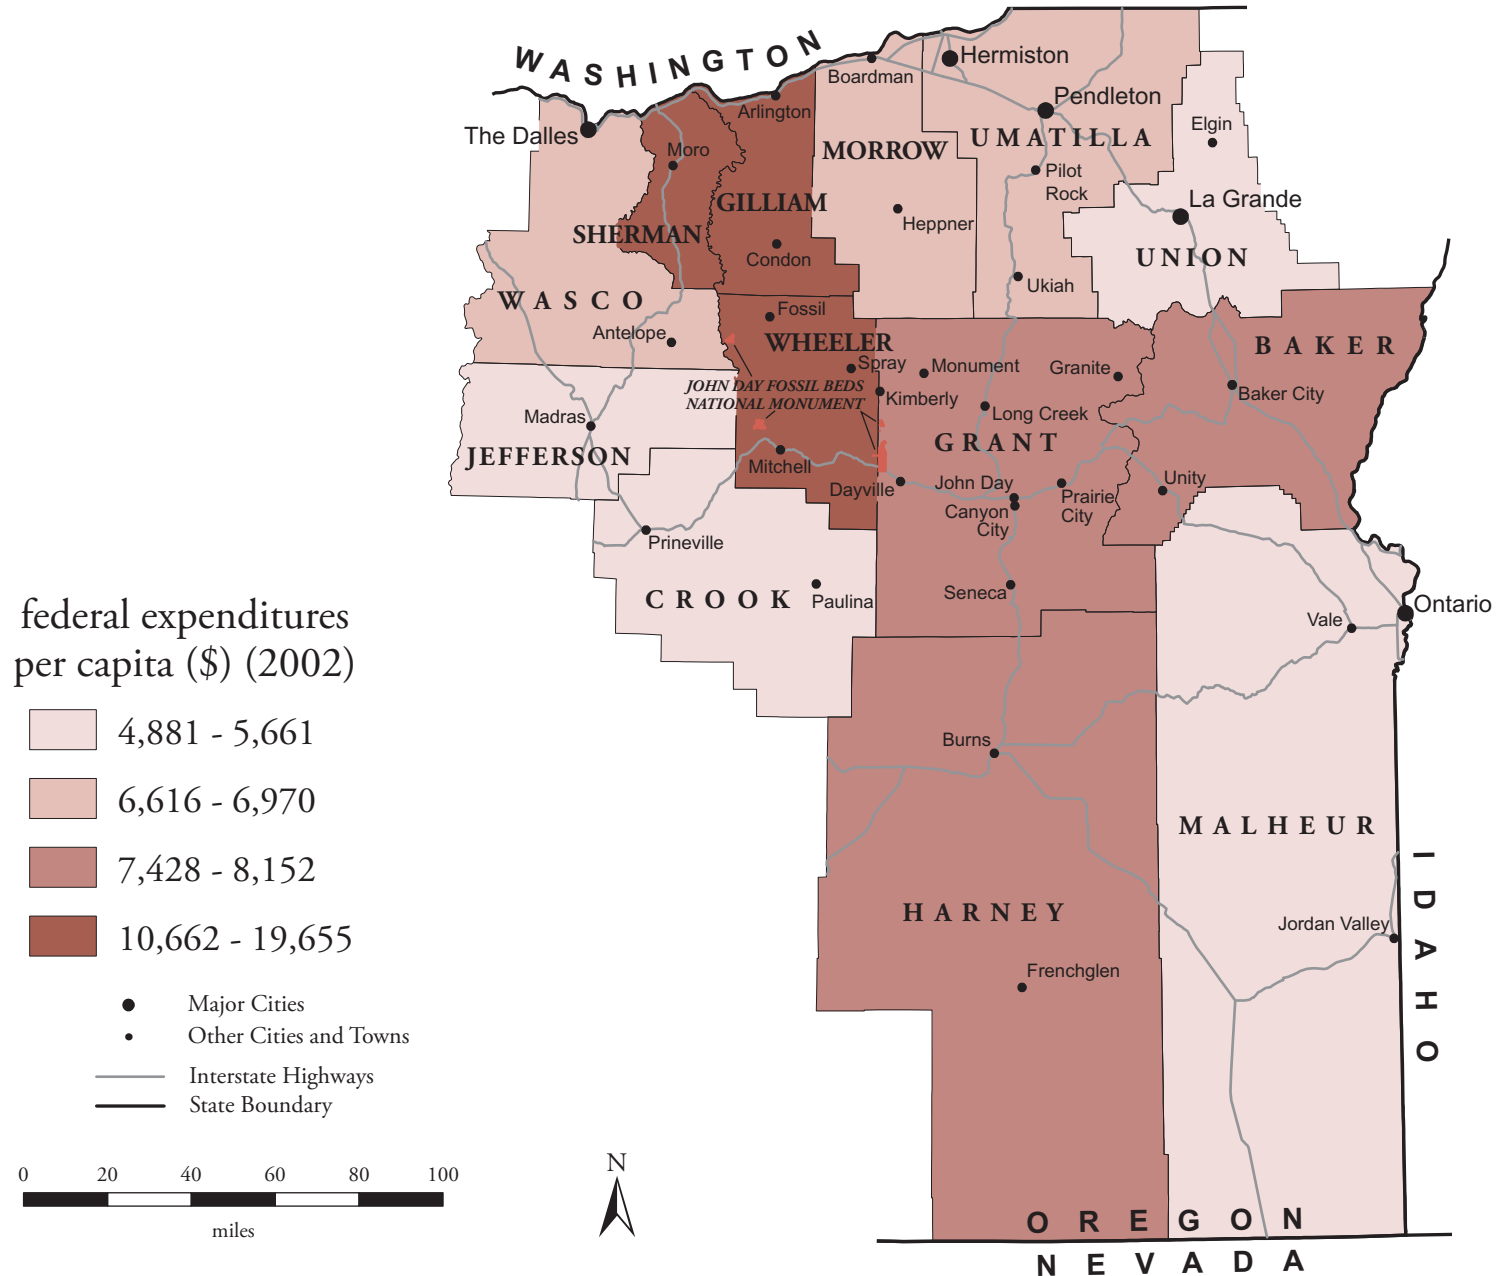 WASHINGTON
Hermiston
Boardman
Pendleton
Arlington
The Dalles
Elgin
UMATILLA
MORROW
Moro
Pilot
Rock
La Grande
GILLIAM
Heppner
SHERMAN
Condon
UNION
Ukiah
WASCO
Fossil
Antelope
WHEELER
BAKER
Spray
Monument
Granite
JOHN DAY FOSSIL BEDS
NATIONAL MONUMENT
Kimberly
Baker City
Long Creek
Madras
GRANT
JEFFERSON
Mitchell
Dayville
John Day
Unity
Prairie
City
Canyon
City
Prineville
CROOK
Paulina
Seneca
Ontario
Vale
federal expenditures
per capita ($) (2002)
4,881 - 5,661
6,616 - 6,970
7,428 - 8,152
10,662 - 19,655
Burns
MALHEUR
IDAHO
HARNEY
Jordan Valley
Frenchglen
Major Cities
Other Cities and Towns
Interstate Highways
State Boundary
0 20 40 60 80 100
miles
N
OREGON
NEVADA